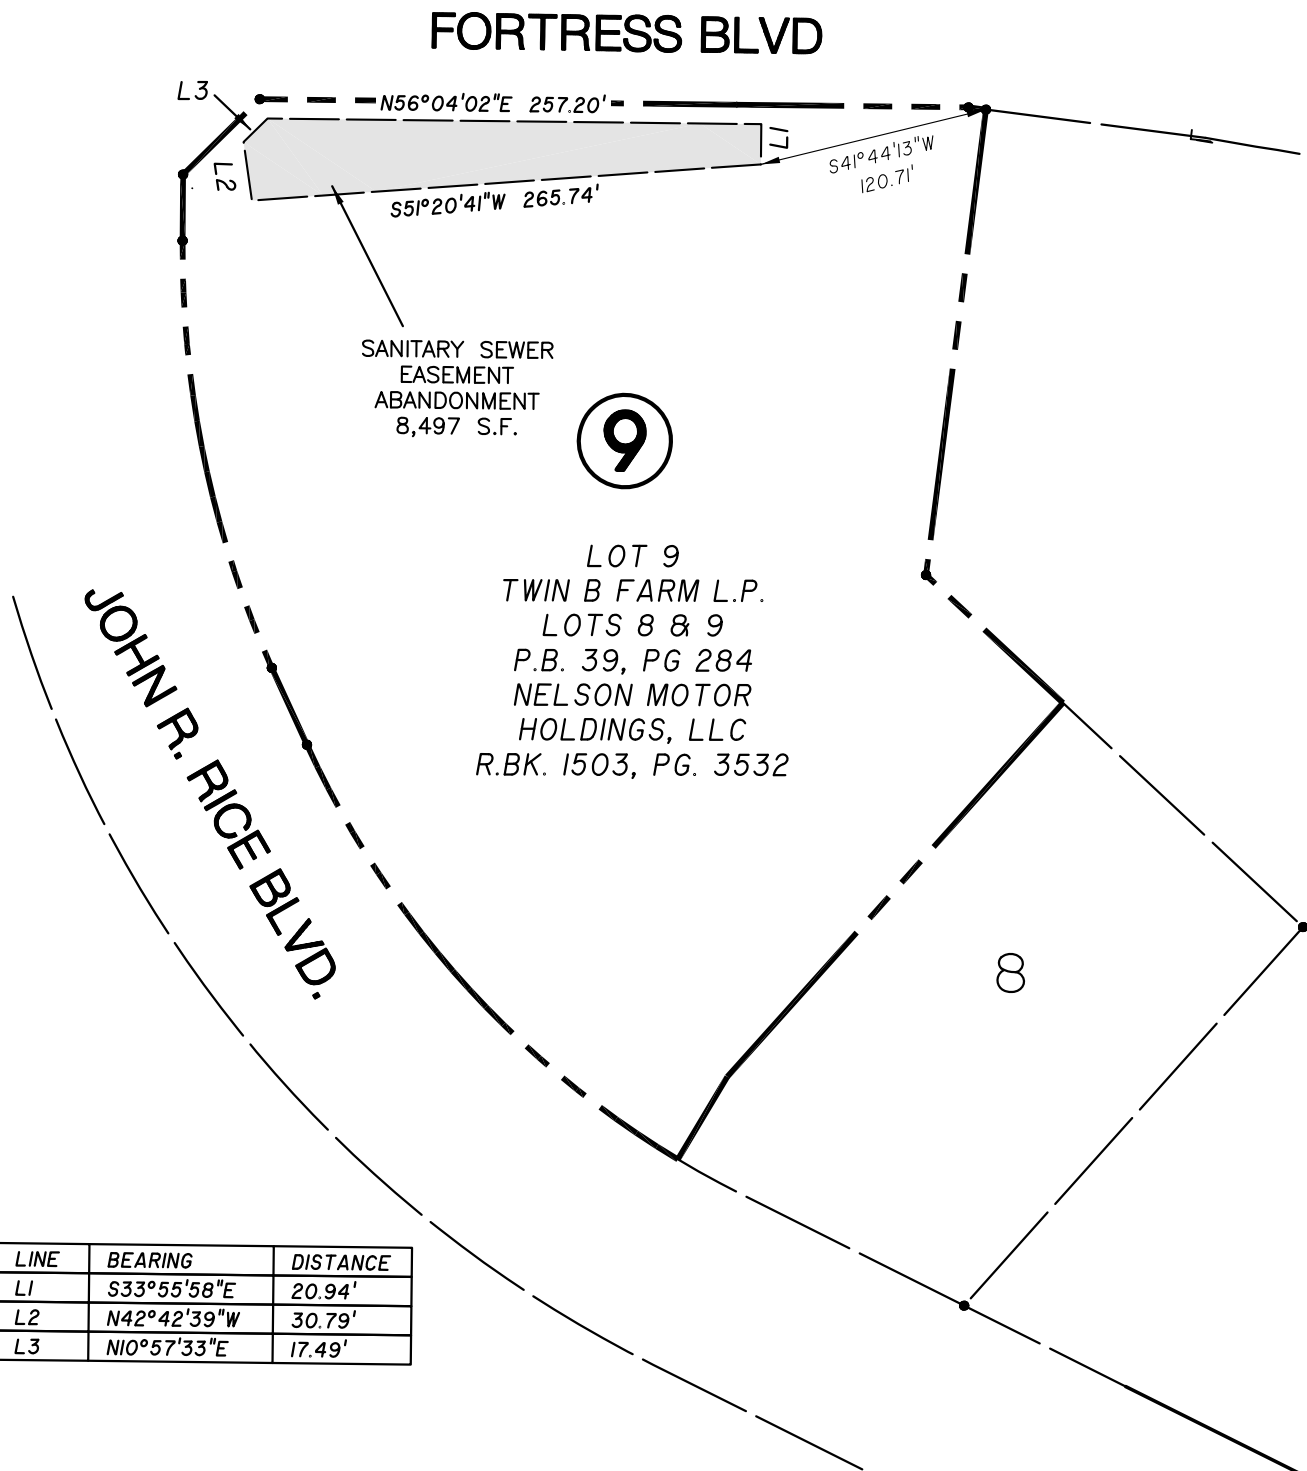 FORTRESS BLVD
L3
N56°04'02"E 257.20'
L1
S41°44'13"W
120.71'
L2
S51°20'41"W 265.74'
SANITARY SEWER
EASEMENT
ABANDONMENT
8,497 S.F.
9
LOT 9
TWIN B FARM L.P.
LOTS 8 & 9
P.B. 39, PG 284
NELSON MOTOR
HOLDINGS, LLC
R.BK. 1503, PG. 3532
JOHN R. RICE BLVD.
8
LINE BEARING DISTANCE
L1 S33°55'58"E 20.94'
L2 N42°42'39"W 30.79'
L3 N10°57'33"E 17.49'